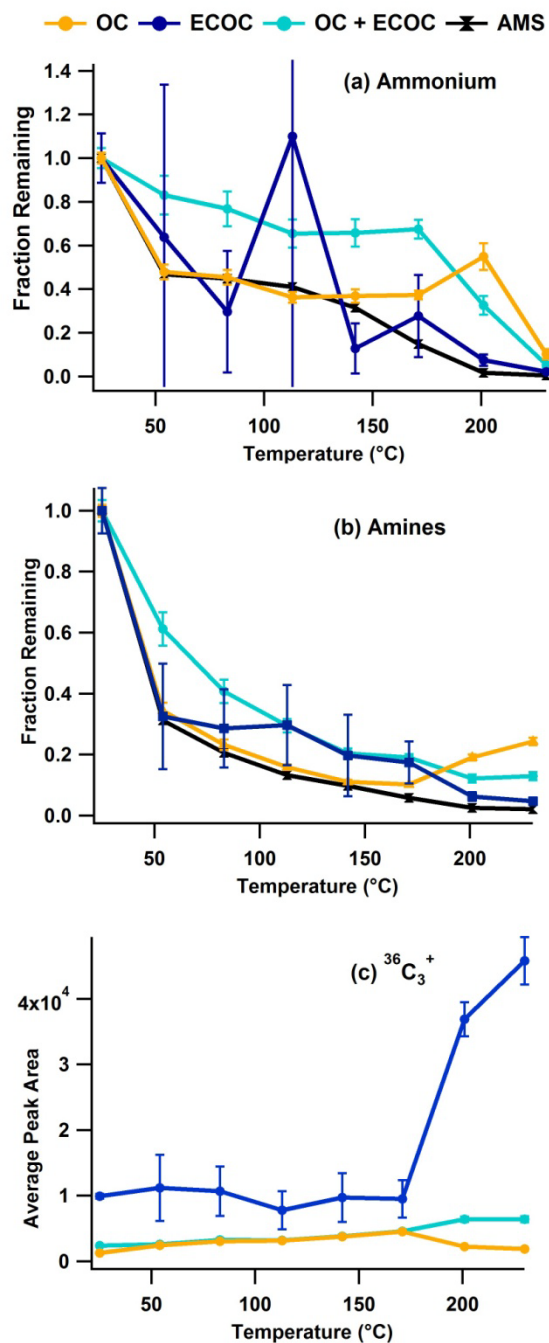 OC ECOC OC + ECOC AMS
(a) Ammonium
Fraction Remaining
1.4
1.2
1.0
0.8
0.6
0.4
0.2
0.0
50 100 150 200
Temperature (°C)
(b) Amines
Fraction Remaining
1.0
0.8
0.6
0.4
0.2
0.0
50 100 150 200
Temperature (°C)
(c) ³⁶C₃⁺
Average Peak Area
4x10⁴
3
2
1
0
50 100 150 200
Temperature (°C)